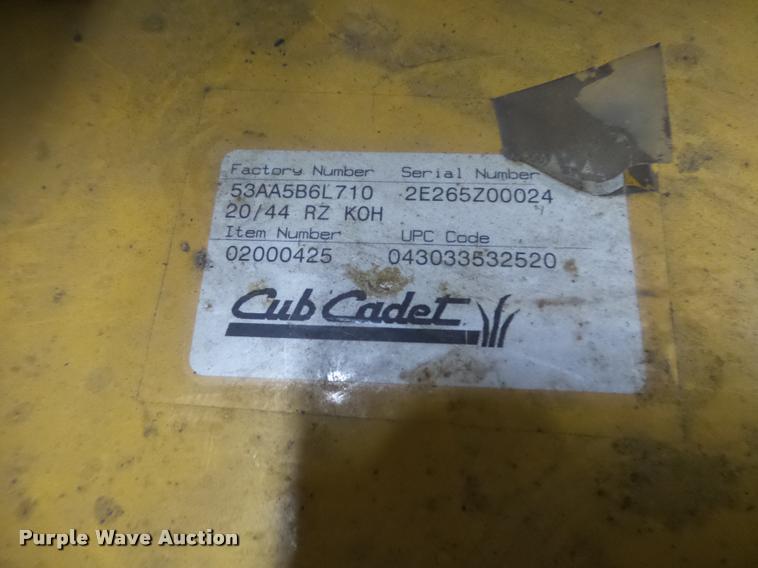 Factory Number Serial Number
53AA5B6L710 2E265Z00024
20/44 RZ KOH
Item Number UPC Code
02000425 043033532520
Cub Cadet
Purple Wave Auction